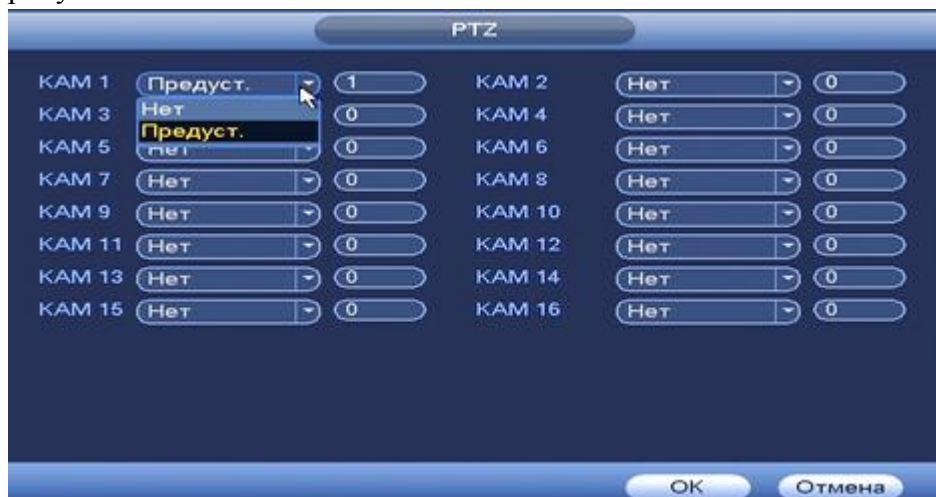 PTZ
КАМ 1 Предуст. 1 КАМ 2 Нет 0
КАМ 3 Нет 0 КАМ 4 Нет 0
Предуст.
КАМ 5 Нет 0 КАМ 6 Нет 0
КАМ 7 Нет 0 КАМ 8 Нет 0
КАМ 9 Нет 0 КАМ 10 Нет 0
КАМ 11 Нет 0 КАМ 12 Нет 0
КАМ 13 Нет 0 КАМ 14 Нет 0
КАМ 15 Нет 0 КАМ 16 Нет 0
OK Отмена